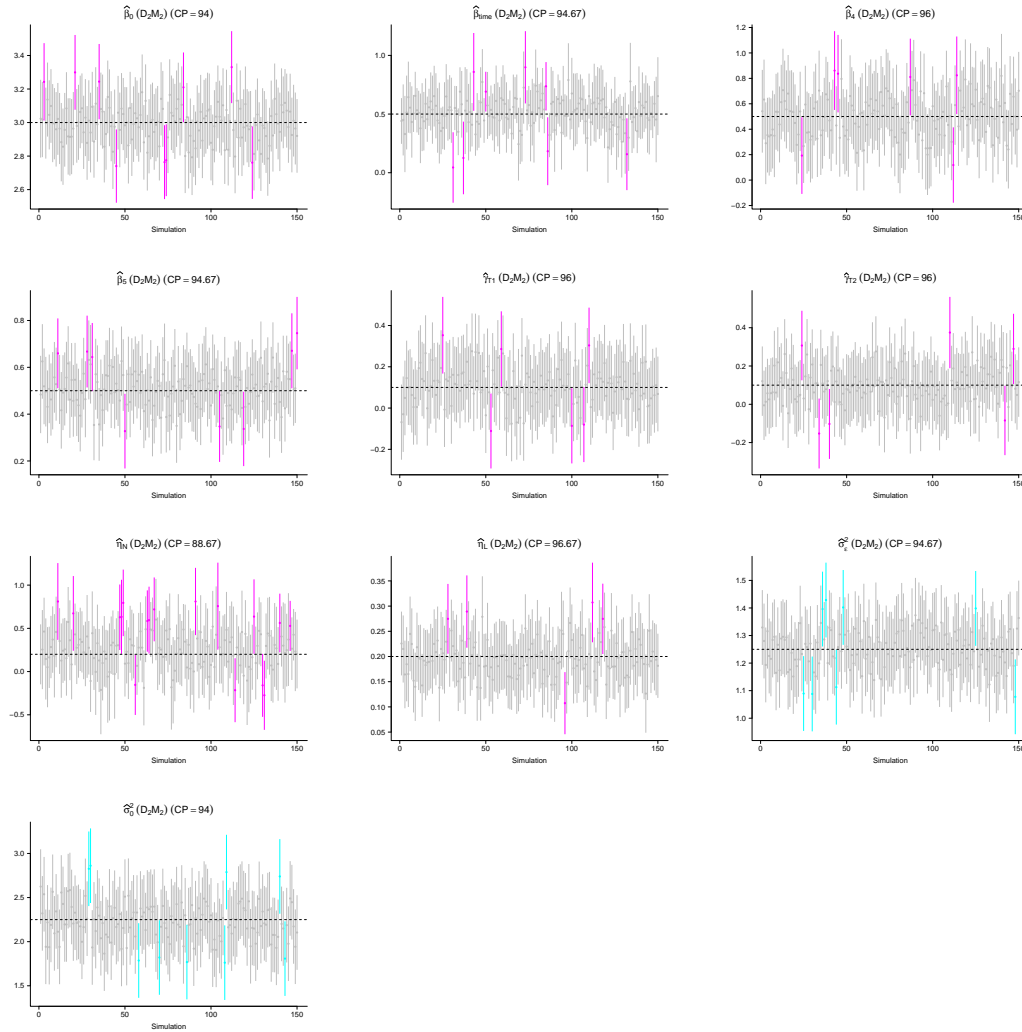 β̂₀ (D₂M₂) (CP = 94)
3.4
3.2
3.0
2.8
2.6
0 50 100 150
Simulation
β̂time (D₂M₂) (CP = 94.67)
1.0
0.5
0.0
0 50 100 150
Simulation
β̂₄ (D₂M₂) (CP = 96)
1.2
1.0
0.8
0.6
0.4
0.2
0.0
−0.2
0 50 100 150
Simulation
β̂₅ (D₂M₂) (CP = 94.67)
0.8
0.6
0.4
0.2
0 50 100 150
Simulation
γ̂T1 (D₂M₂) (CP = 96)
0.4
0.2
0.0
−0.2
0 50 100 150
Simulation
γ̂T2 (D₂M₂) (CP = 96)
0.4
0.2
0.0
−0.2
0 50 100 150
Simulation
η̂N (D₂M₂) (CP = 88.67)
1.0
0.5
0.0
−0.5
0 50 100 150
Simulation
η̂L (D₂M₂) (CP = 96.67)
0.35
0.30
0.25
0.20
0.15
0.10
0.05
0 50 100 150
Simulation
σ̂²ε (D₂M₂) (CP = 94.67)
1.5
1.4
1.3
1.2
1.1
1.0
0 50 100 150
Simulation
σ̂²₀ (D₂M₂) (CP = 94)
3.0
2.5
2.0
1.5
0 50 100 150
Simulation